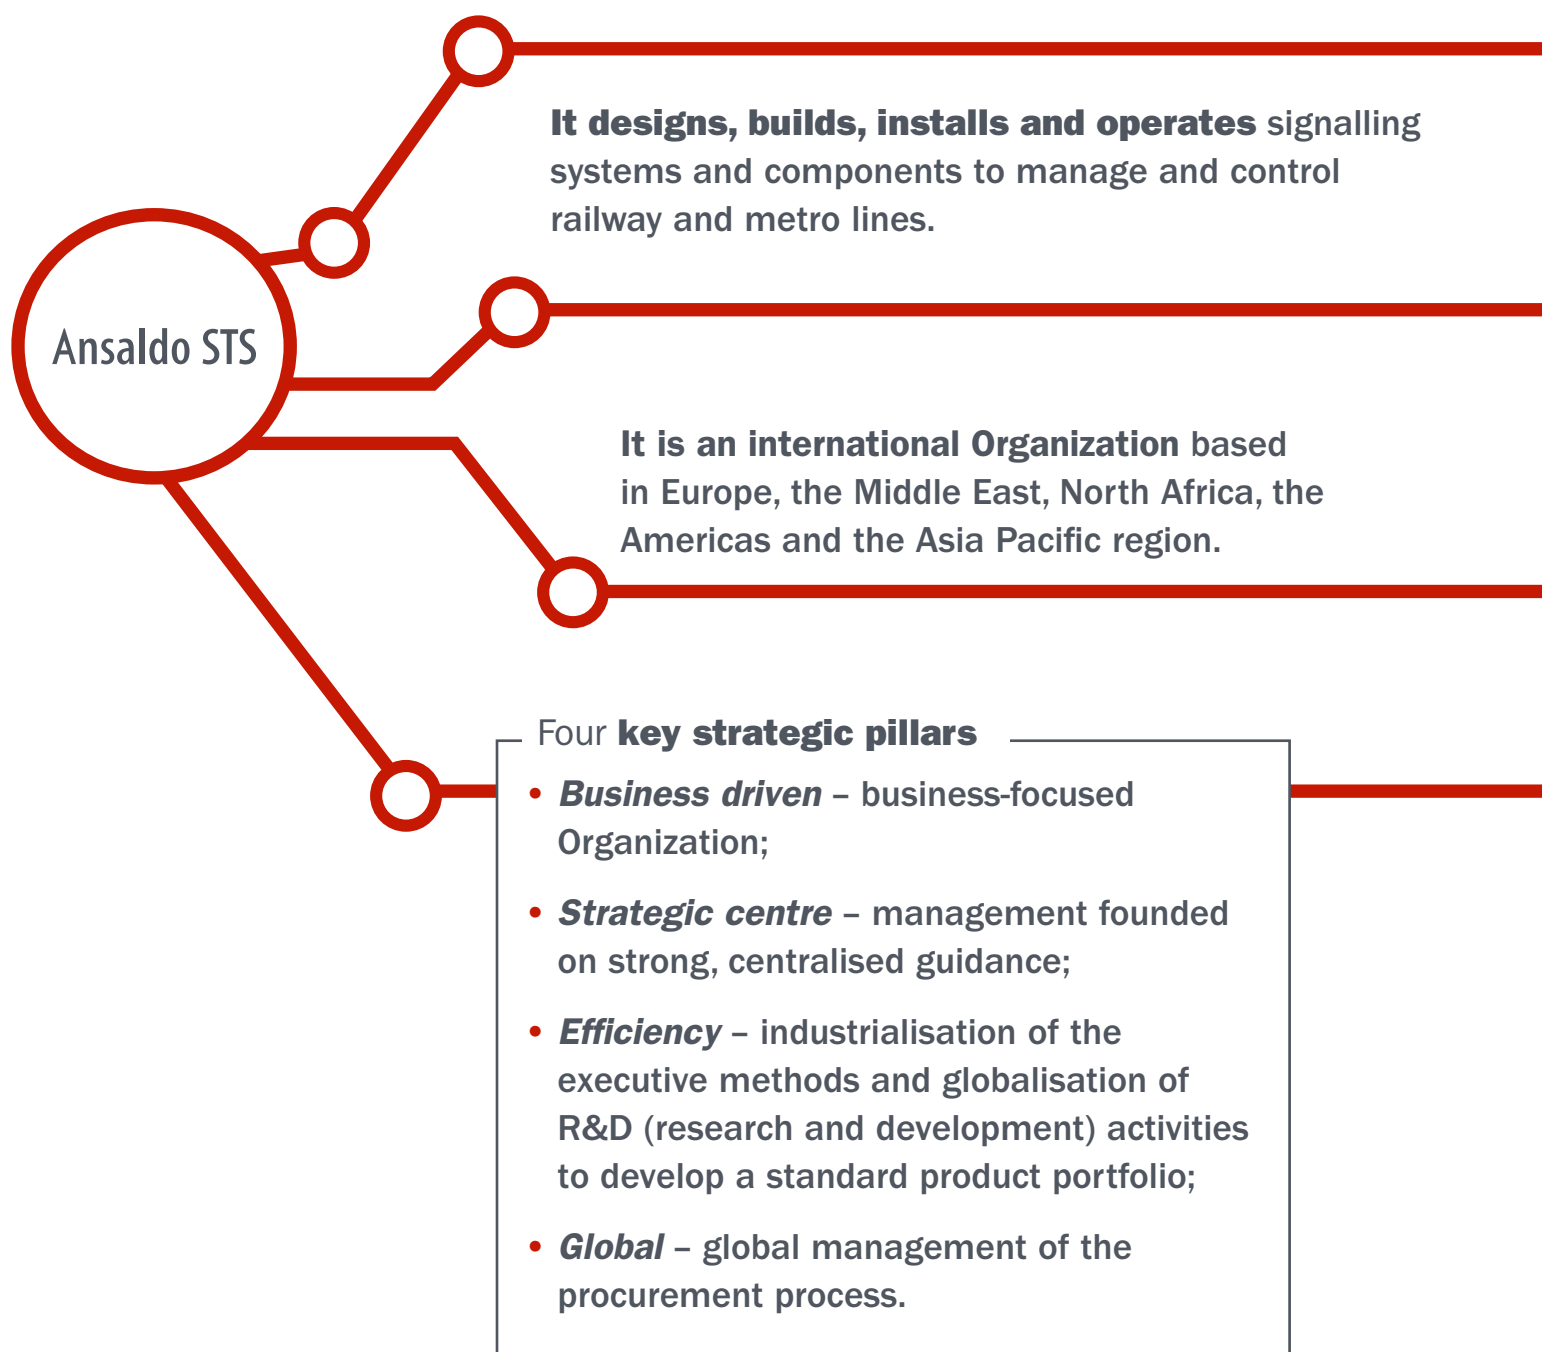 It designs, builds, installs and operates signalling
systems and components to manage and control
railway and metro lines.
Ansaldo STS
It is an international Organization based
in Europe, the Middle East, North Africa, the
Americas and the Asia Pacific region.
Four key strategic pillars
• Business driven – business-focused
Organization;
• Strategic centre – management founded
on strong, centralised guidance;
• Efficiency – industrialisation of the
executive methods and globalisation of
R&D (research and development) activities
to develop a standard product portfolio;
• Global – global management of the
procurement process.